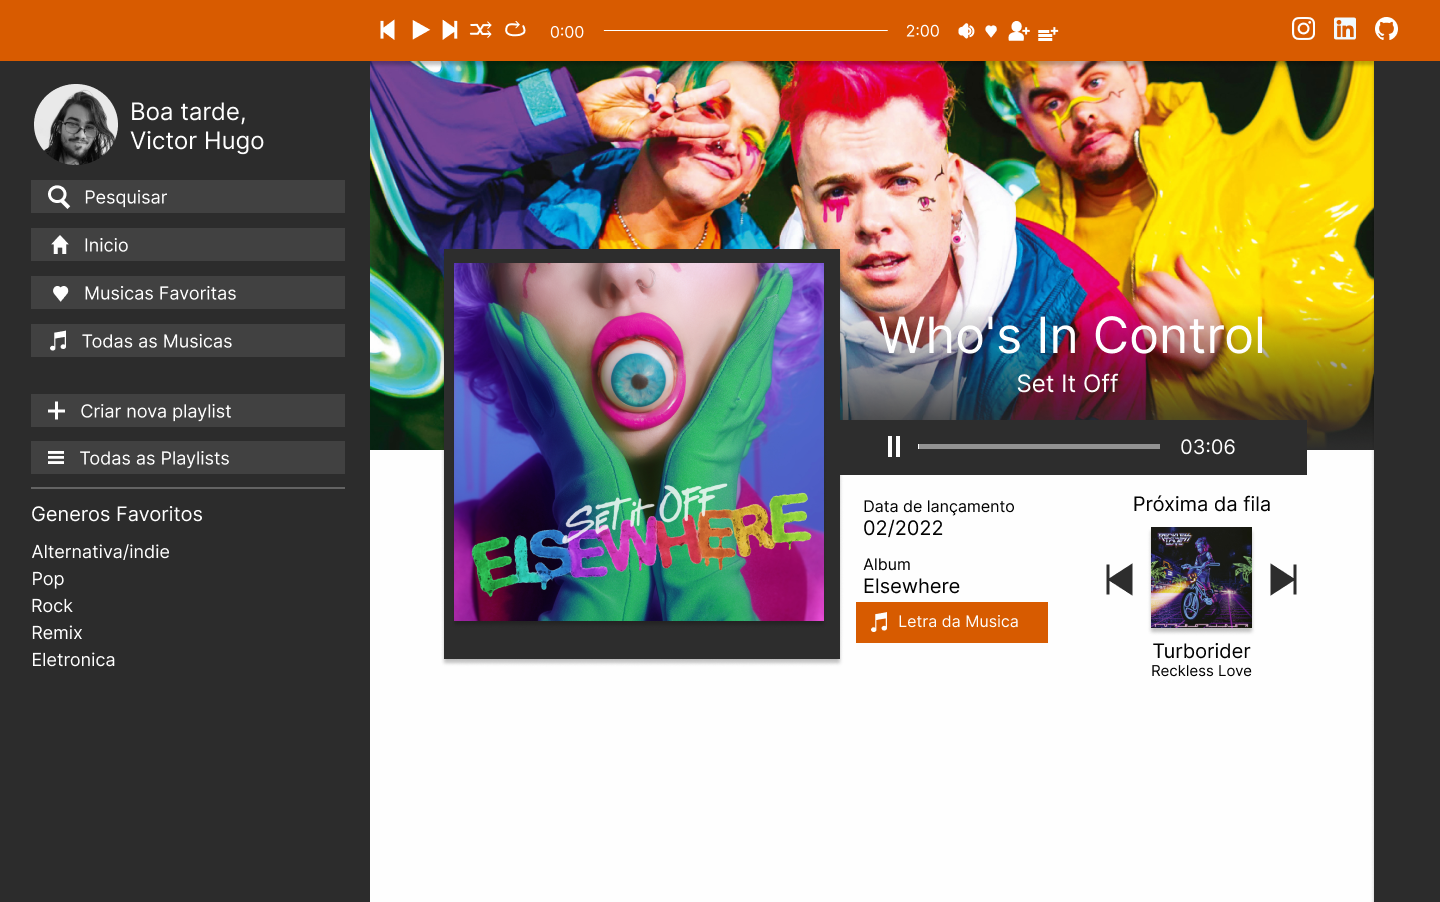 0:00
2:00
Boa tarde,
Victor Hugo
Pesquisar
Inicio
Musicas Favoritas
Todas as Musicas
Criar nova playlist
Todas as Playlists
Generos Favoritos
Alternativa/indie
Pop
Rock
Remix
Eletronica
Who's In Control
Set It Off
03:06
SET it OFF
ELSEWHERE
Data de lançamento
02/2022
Album
Elsewhere
Letra da Musica
Próxima da fila
Turborider
Reckless Love